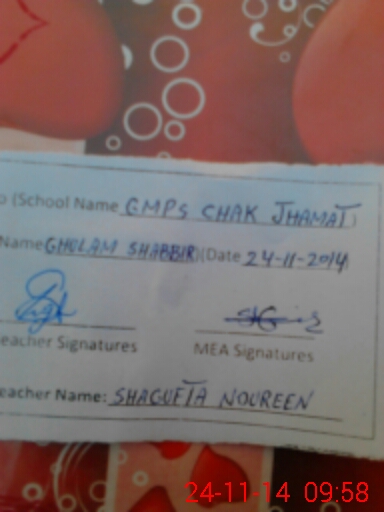 o (School Name GMPS CHAK JHAMAT)
Name GHULAM SHABBIR)(Date 24-11-2014
eacher Signatures MEA Signatures
eacher Name: SHAGUFTA NOUREEN
24-11-14 09:58